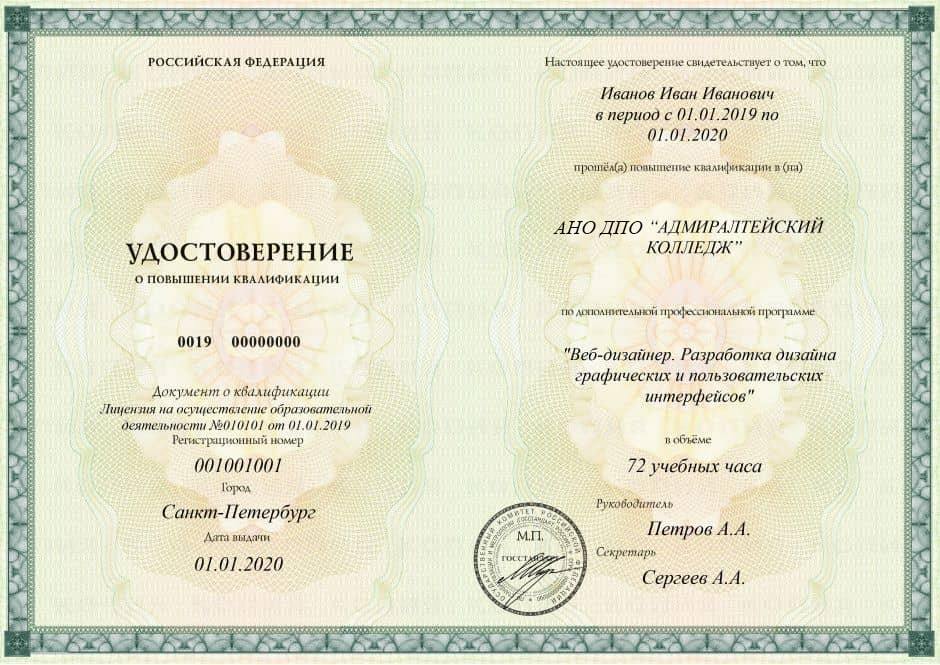 РОССИЙСКАЯ ФЕДЕРАЦИЯ
УДОСТОВЕРЕНИЕ
О ПОВЫШЕНИИ КВАЛИФИКАЦИИ
0019 00000000
Документ о квалификации
Лицензия на осуществление образовательной
деятельности №010101 от 01.01.2019
Регистрационный номер
001001001
Город
Санкт-Петербург
Дата выдачи
01.01.2020
Настоящее удостоверение свидетельствует о том, что
Иванов Иван Иванович
в период с 01.01.2019 по
01.01.2020
прошёл(а) повышение квалификации в (на)
АНО ДПО “АДМИРАЛТЕЙСКИЙ
КОЛЛЕДЖ”
по дополнительной профессиональной программе
"Веб-дизайнер. Разработка дизайна
графических и пользовательских
интерфейсов"
в объёме
72 учебных часа
Руководитель
Петров А.А.
Секретарь
Сергеев А.А.
М.П.
ГОССТАНДАРТ